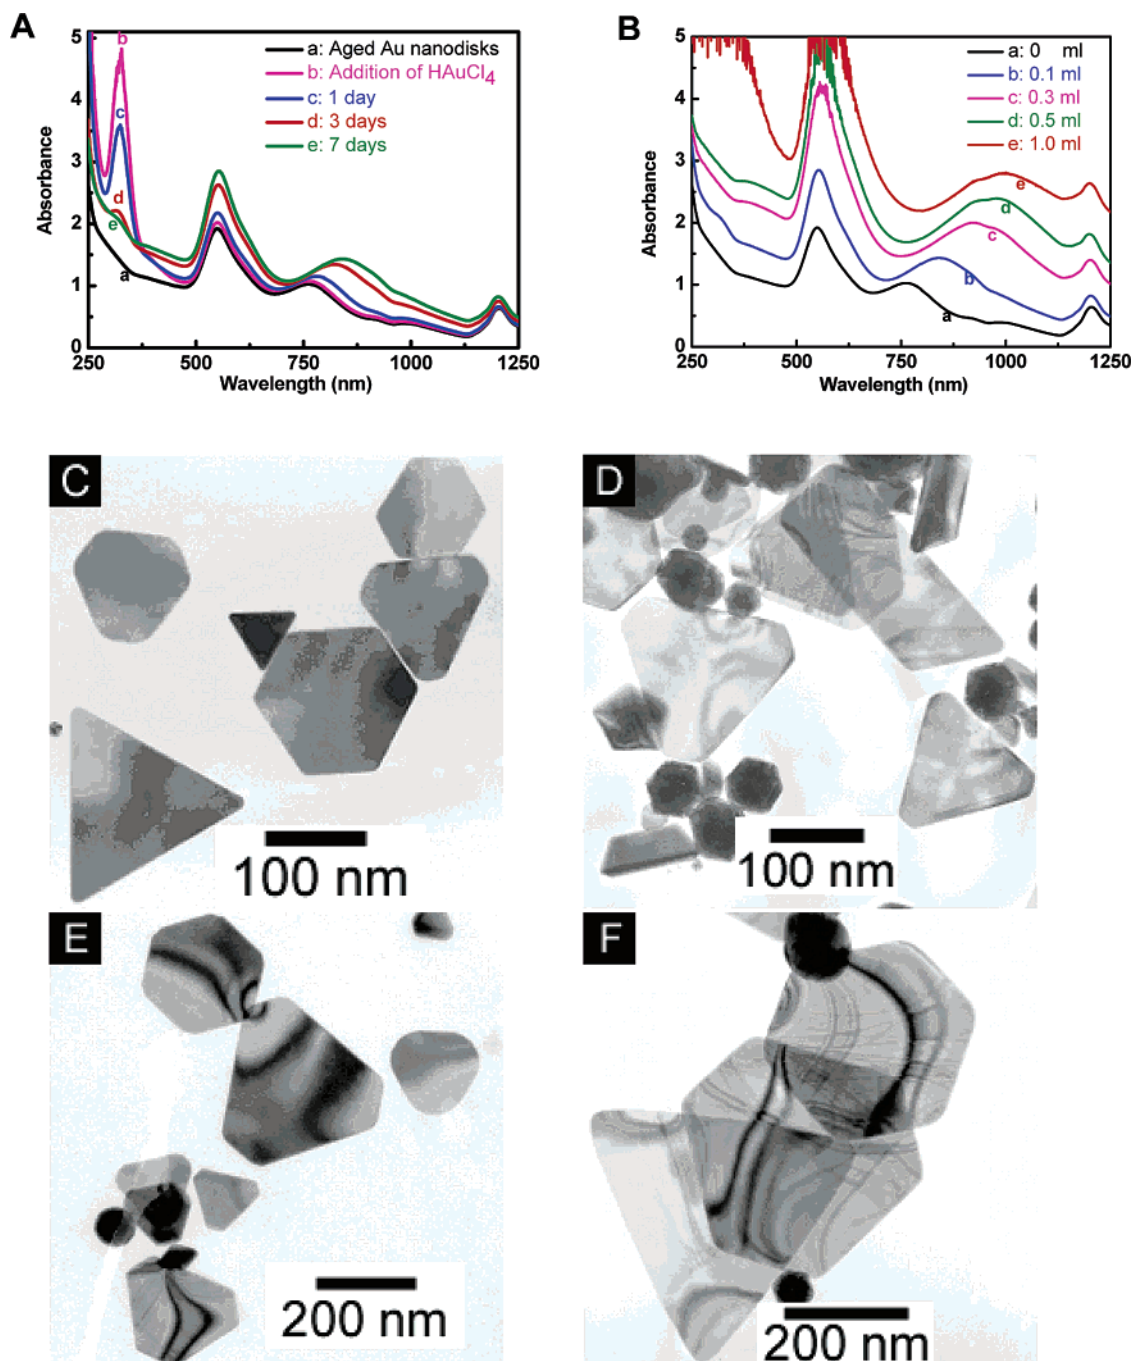 A
a: Aged Au nanodisks
b: Addition of HAuCl4
c: 1 day
d: 3 days
e: 7 days
b
c
d
e
a
5
4
3
2
1
0
250
500
750
1000
1250
Absorbance
Wavelength (nm)
B
a: 0 ml
b: 0.1 ml
c: 0.3 ml
d: 0.5 ml
e: 1.0 ml
e
d
c
b
a
5
4
3
2
1
0
250
500
750
1000
1250
Absorbance
Wavelength (nm)
C
100 nm
D
100 nm
E
200 nm
F
200 nm